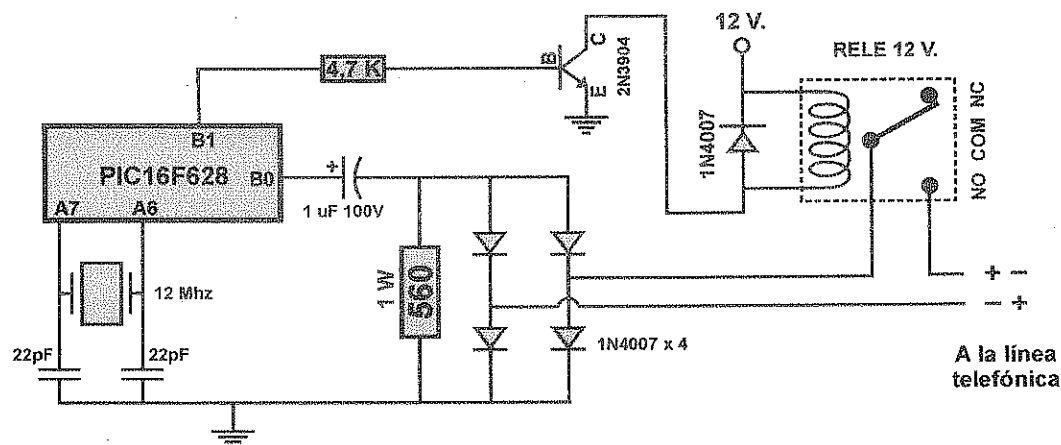 12 V.
RELE 12 V.
4.7 K
B
C
E
2N3904
1N4007
NO COM NC
B1
PIC16F628
B0
A7 A6
+
1 uF 100V
1 W
560
12 Mhz
22pF 22pF
1N4007 x 4
+ -
- +
A la línea
telefónica